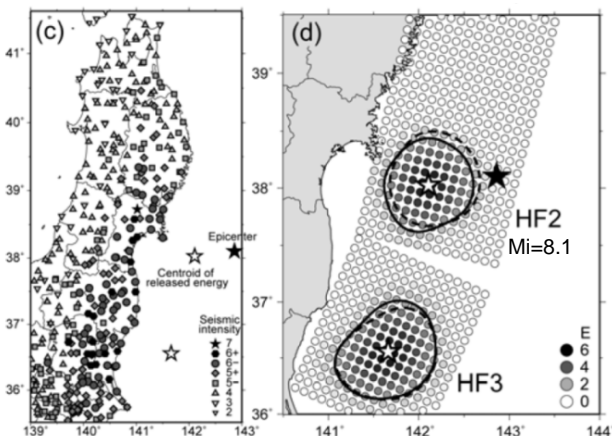 (c)
41°
40°
39°
38°
37°
36°
139°
140°
141°
142°
143°
Epicenter
Centroid of
released energy
Seismic
intensity
7
6+
6−
5+
5−
4
3
2
(d)
39°
38°
37°
36°
141°
142°
143°
144°
HF2
Mi=8.1
HF3
E
6
4
2
0